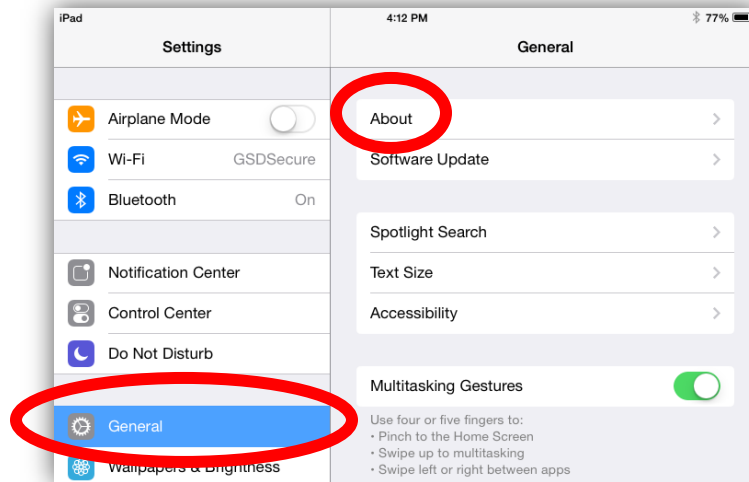 iPad 4:12 PM 77%
Settings
General
Airplane Mode
Wi-Fi GSDSecure
Bluetooth On
Notification Center
Control Center
Do Not Disturb
General
Wallpapers & Brightness
About
Software Update
Spotlight Search
Text Size
Accessibility
Multitasking Gestures
Use four or five fingers to:
• Pinch to the Home Screen
• Swipe up to multitasking
• Swipe left or right between apps